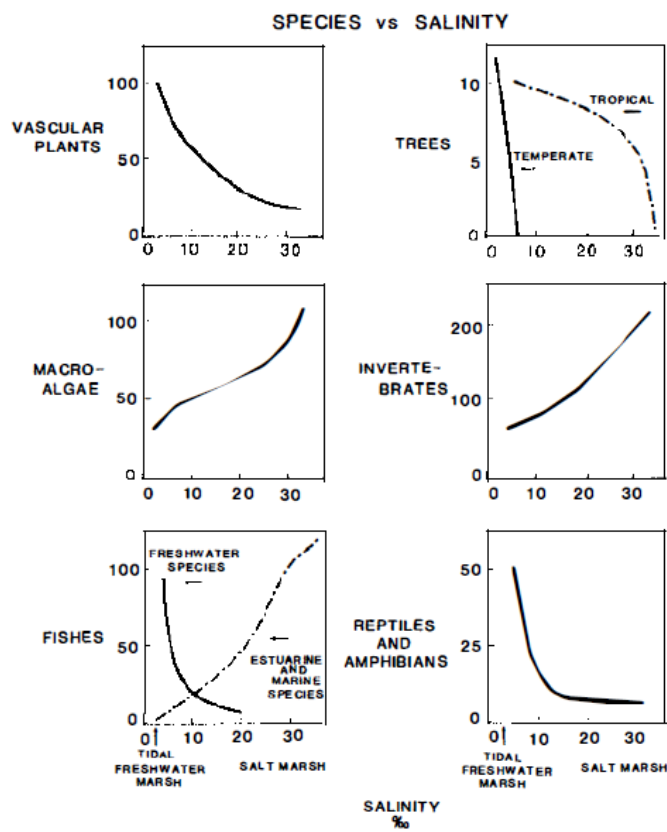 SPECIES vs SALINITY
100
VASCULAR
PLANTS
50
0
0 10 20 30
10
TROPICAL
TREES
TEMPERATE
5
0
0 10 20 30
100
MACRO-
ALGAE
50
0
0 10 20 30
200
INVERTE-
BRATES
100
0
0 10 20 30
FRESHWATER
SPECIES
100
FISHES
50
ESTUARINE
AND
MARINE
SPECIES
0
0 10 20 30
TIDAL
FRESHWATER
MARSH
SALT MARSH
50
REPTILES
AND
AMPHIBIANS
25
0
0 10 20 30
TIDAL
FRESHWATER
MARSH
SALT MARSH
SALINITY
‰